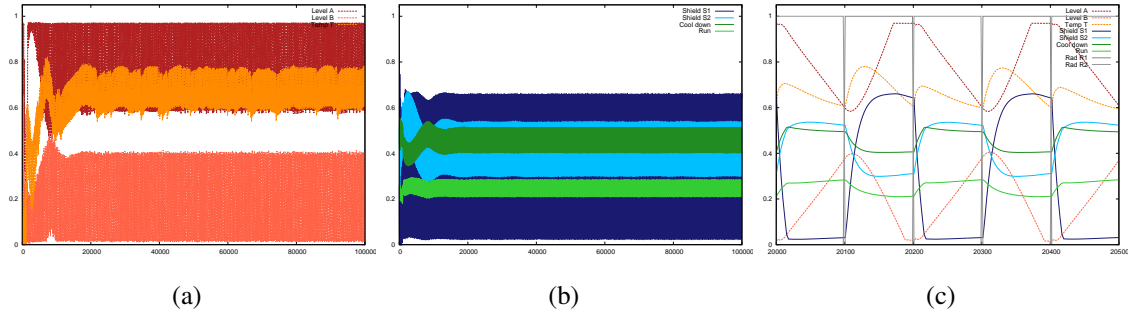 1
0.8
0.6
0.4
0.2
0
20000 40000 60000 80000 100000
Level A
Level B
Temp T
(a)
1
0.8
0.6
0.4
0.2
0
0 20000 40000 60000 80000 100000
Shield S1
Shield S2
Cool down
Run
(b)
1
0.8
0.6
0.4
0.2
0
20000 20100 20200 20300 20400 20500
Level A
Level B
Temp T
Shield S1
Shield S2
Cool down
Run
Rad R1
Rad R2
(c)